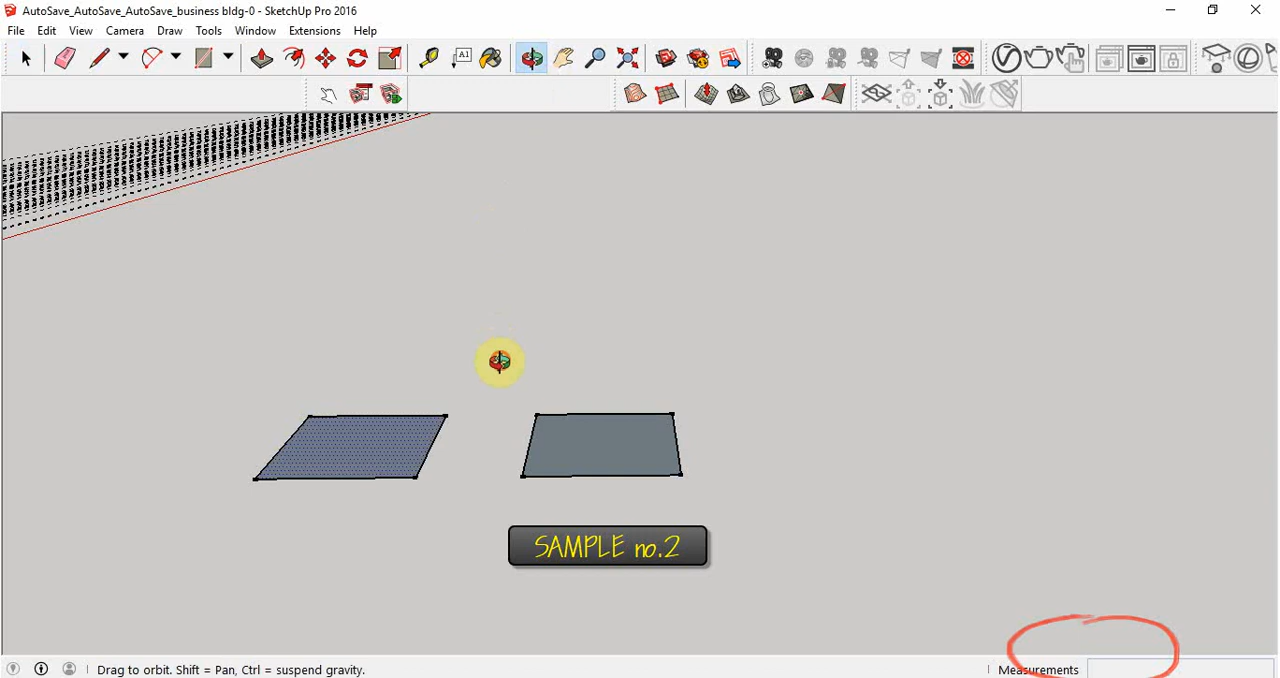 AutoSave_AutoSave_AutoSave_business bldg-0 - SketchUp Pro 2016
File Edit View Camera Draw Tools Window Extensions Help
A1
SAMPLE no.2
Drag to orbit. Shift = Pan, Ctrl = suspend gravity.
Measurements